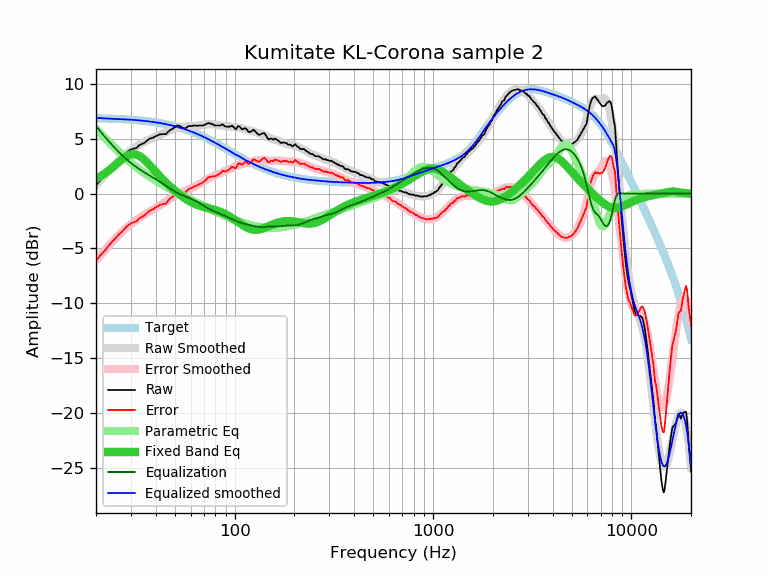 Kumitate KL-Corona sample 2
Amplitude (dBr)
10
5
0
−5
−10
−15
−20
−25
Target
Raw Smoothed
Error Smoothed
Raw
Error
Parametric Eq
Fixed Band Eq
Equalization
Equalized smoothed
100 1000 10000
Frequency (Hz)